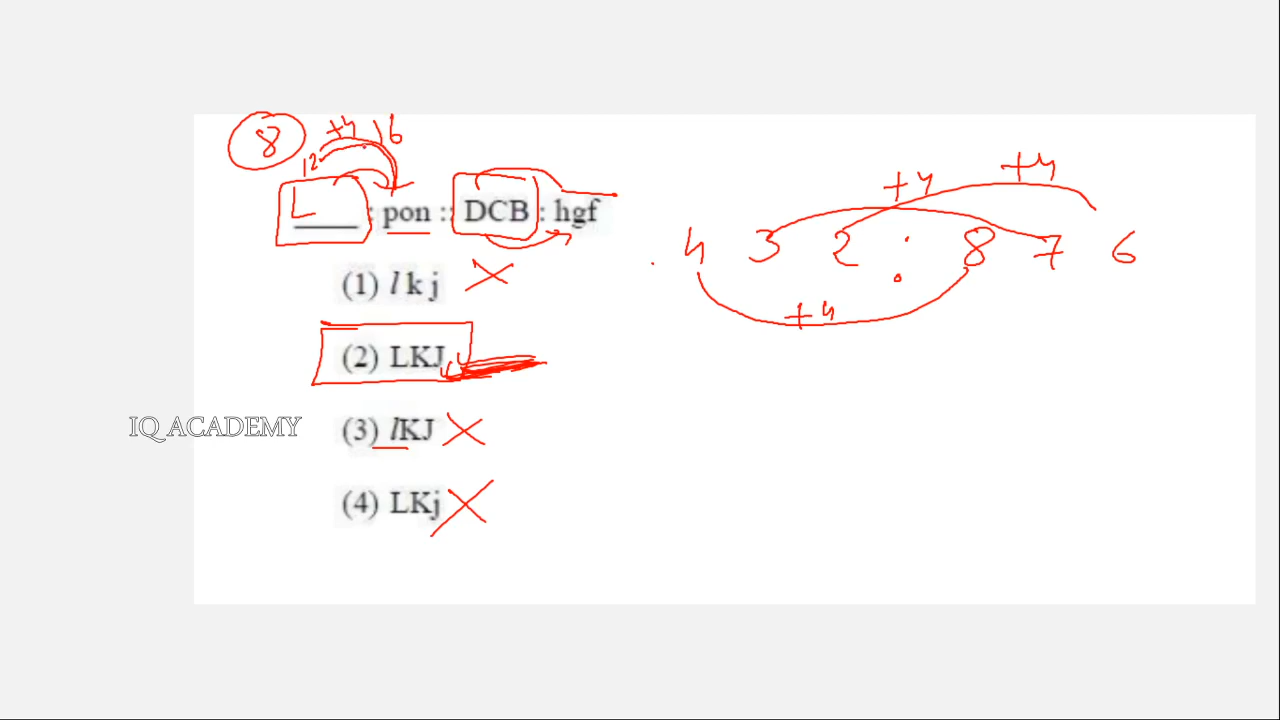 8 +4 6
12
L
____ : pon :: DCB : hgf
+4 +4
4 3 2 : 8 7 6
+4
(1) l k j
(2) LKJ
IQ ACADEMY
(3) lKJ
(4) LKj